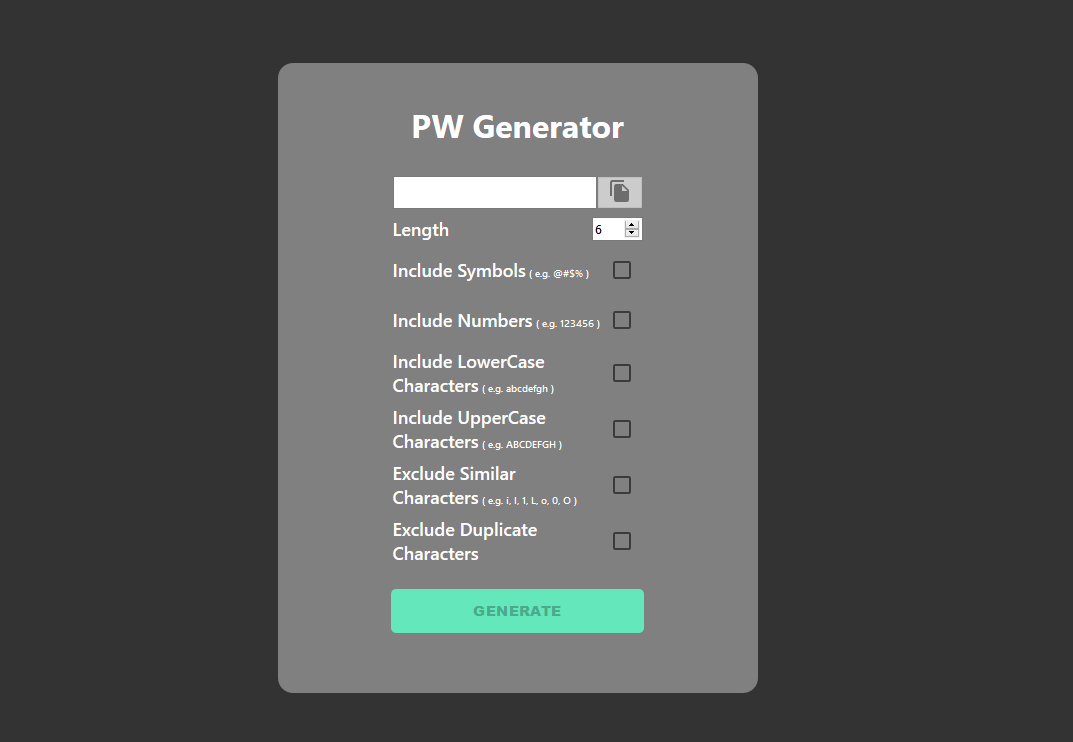 PW Generator
Length
6
Include Symbols ( e.g. @#$% )
Include Numbers ( e.g. 123456 )
Include LowerCase
Characters ( e.g. abcdefgh )
Include UpperCase
Characters ( e.g. ABCDEFGH )
Exclude Similar
Characters ( e.g. i, l, 1, L, o, 0, O )
Exclude Duplicate
Characters
GENERATE